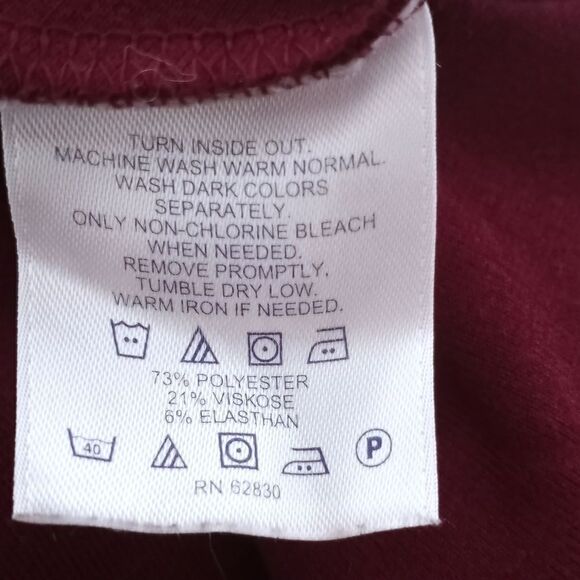 TURN INSIDE OUT.
MACHINE WASH WARM NORMAL.
WASH DARK COLORS
SEPARATELY.
ONLY NON-CHLORINE BLEACH
WHEN NEEDED.
REMOVE PROMPTLY.
TUMBLE DRY LOW.
WARM IRON IF NEEDED.
73% POLYESTER
21% VISKOSE
6% ELASTHAN
40 P
RN 62830